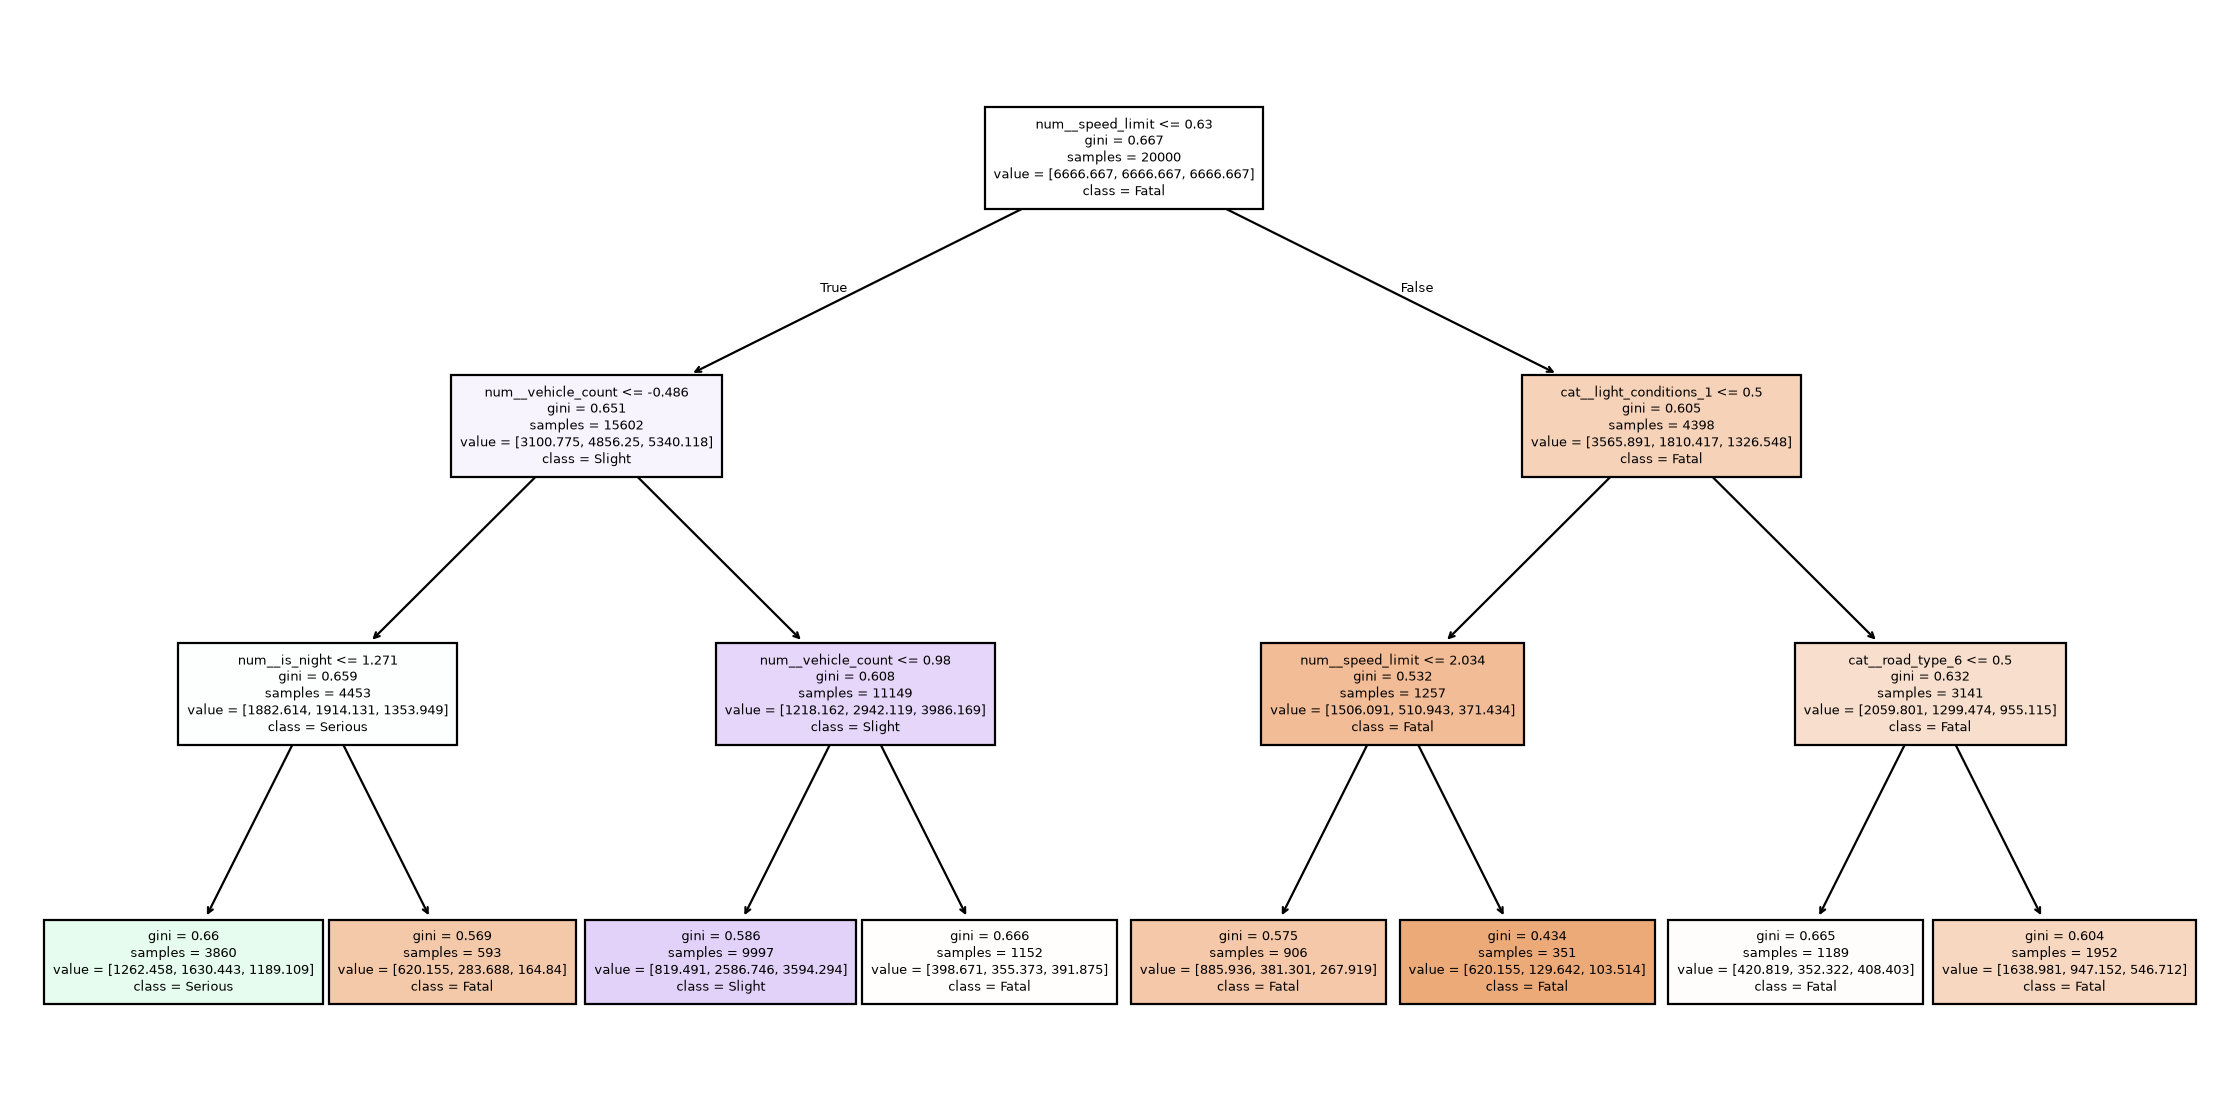 num__speed_limit <= 0.63
gini = 0.667
samples = 20000
value = [6666.667, 6666.667, 6666.667]
class = Fatal
True
False
num__vehicle_count <= -0.486
gini = 0.651
samples = 15602
value = [3100.775, 4856.25, 5340.118]
class = Slight
cat__light_conditions_1 <= 0.5
gini = 0.605
samples = 4398
value = [3565.891, 1810.417, 1326.548]
class = Fatal
num__is_night <= 1.271
gini = 0.659
samples = 4453
value = [1882.614, 1914.131, 1353.949]
class = Serious
num__vehicle_count <= 0.98
gini = 0.608
samples = 11149
value = [1218.162, 2942.119, 3986.169]
class = Slight
num__speed_limit <= 2.034
gini = 0.532
samples = 1257
value = [1506.091, 510.943, 371.434]
class = Fatal
cat__road_type_6 <= 0.5
gini = 0.632
samples = 3141
value = [2059.801, 1299.474, 955.115]
class = Fatal
gini = 0.66
samples = 3860
value = [1262.458, 1630.443, 1189.109]
class = Serious
gini = 0.569
samples = 593
value = [620.155, 283.688, 164.84]
class = Fatal
gini = 0.586
samples = 9997
value = [819.491, 2586.746, 3594.294]
class = Slight
gini = 0.666
samples = 1152
value = [398.671, 355.373, 391.875]
class = Fatal
gini = 0.575
samples = 906
value = [885.936, 381.301, 267.919]
class = Fatal
gini = 0.434
samples = 351
value = [620.155, 129.642, 103.514]
class = Fatal
gini = 0.665
samples = 1189
value = [420.819, 352.322, 408.403]
class = Fatal
gini = 0.604
samples = 1952
value = [1638.981, 947.152, 546.712]
class = Fatal